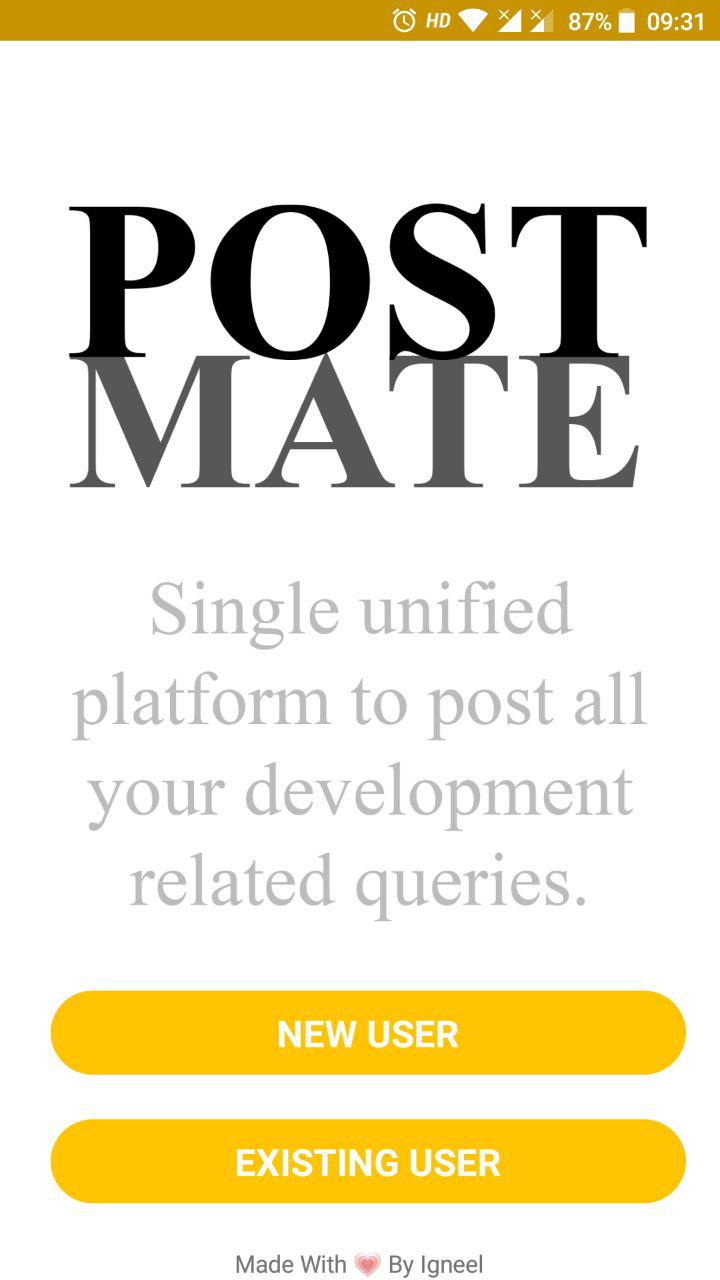 HD 87% 09:31
POST
MATE
Single unified
platform to post all
your development
related queries.
NEW USER
EXISTING USER
Made With 💗 By Igneel